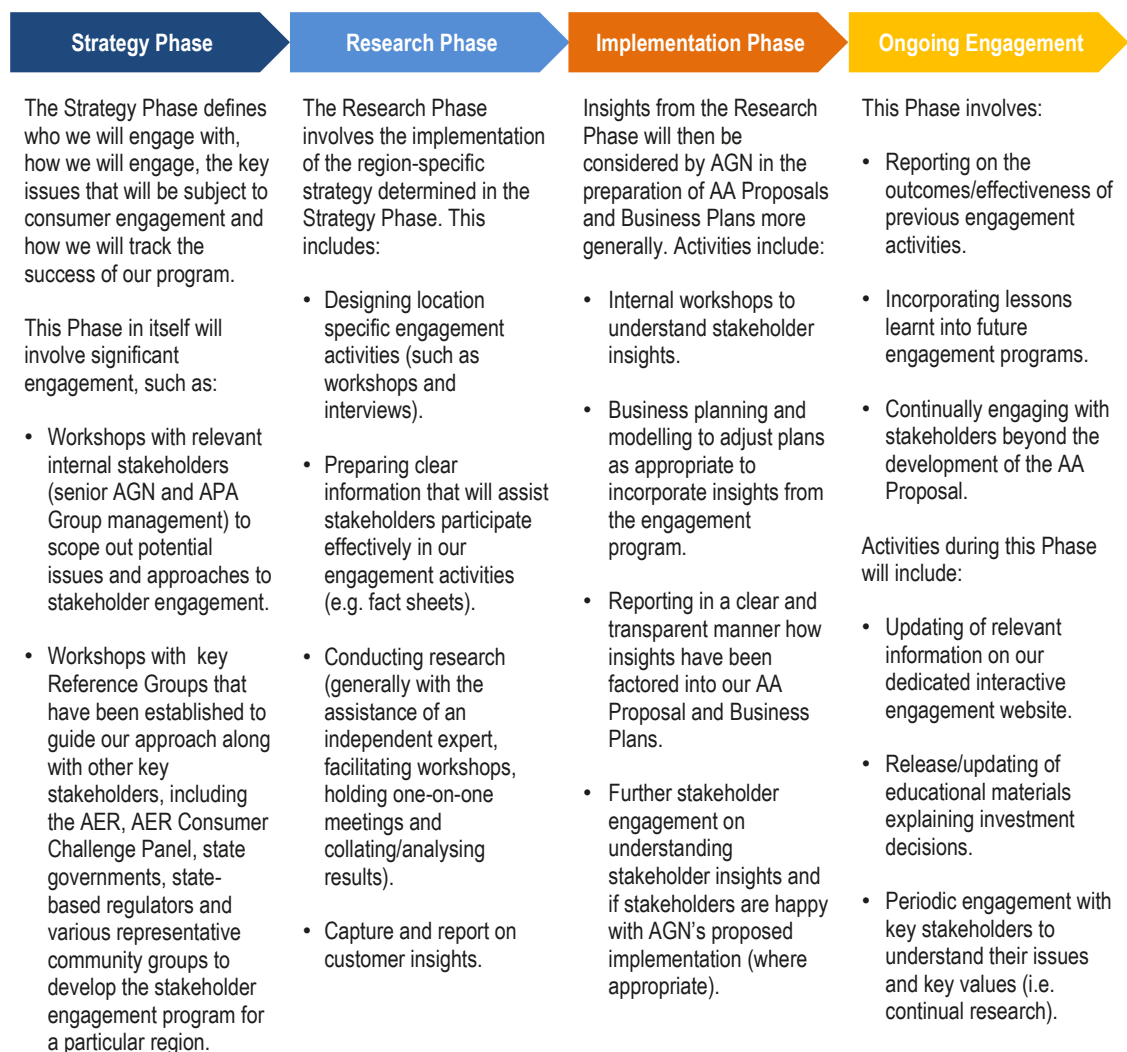 Strategy Phase
Research Phase
Implementation Phase
Ongoing Engagement
The Strategy Phase defines
who we will engage with,
how we will engage, the key
issues that will be subject to
consumer engagement and
how we will track the
success of our program.
This Phase in itself will
involve significant
engagement, such as:
• Workshops with relevant
internal stakeholders
(senior AGN and APA
Group management) to
scope out potential
issues and approaches to
stakeholder engagement.
• Workshops with key
Reference Groups that
have been established to
guide our approach along
with other key
stakeholders, including
the AER, AER Consumer
Challenge Panel, state
governments, state-
based regulators and
various representative
community groups to
develop the stakeholder
engagement program for
a particular region.
The Research Phase
involves the implementation
of the region-specific
strategy determined in the
Strategy Phase. This
includes:
• Designing location
specific engagement
activities (such as
workshops and
interviews).
• Preparing clear
information that will assist
stakeholders participate
effectively in our
engagement activities
(e.g. fact sheets).
• Conducting research
(generally with the
assistance of an
independent expert,
facilitating workshops,
holding one-on-one
meetings and
collating/analysing
results).
• Capture and report on
customer insights.
Insights from the Research
Phase will then be
considered by AGN in the
preparation of AA Proposals
and Business Plans more
generally. Activities include:
• Internal workshops to
understand stakeholder
insights.
• Business planning and
modelling to adjust plans
as appropriate to
incorporate insights from
the engagement
program.
• Reporting in a clear and
transparent manner how
insights have been
factored into our AA
Proposal and Business
Plans.
• Further stakeholder
engagement on
understanding
stakeholder insights and
if stakeholders are happy
with AGN's proposed
implementation (where
appropriate).
This Phase involves:
• Reporting on the
outcomes/effectiveness of
previous engagement
activities.
• Incorporating lessons
learnt into future
engagement programs.
• Continually engaging with
stakeholders beyond the
development of the AA
Proposal.
Activities during this Phase
will include:
• Updating of relevant
information on our
dedicated interactive
engagement website.
• Release/updating of
educational materials
explaining investment
decisions.
• Periodic engagement with
key stakeholders to
understand their issues
and key values (i.e.
continual research).